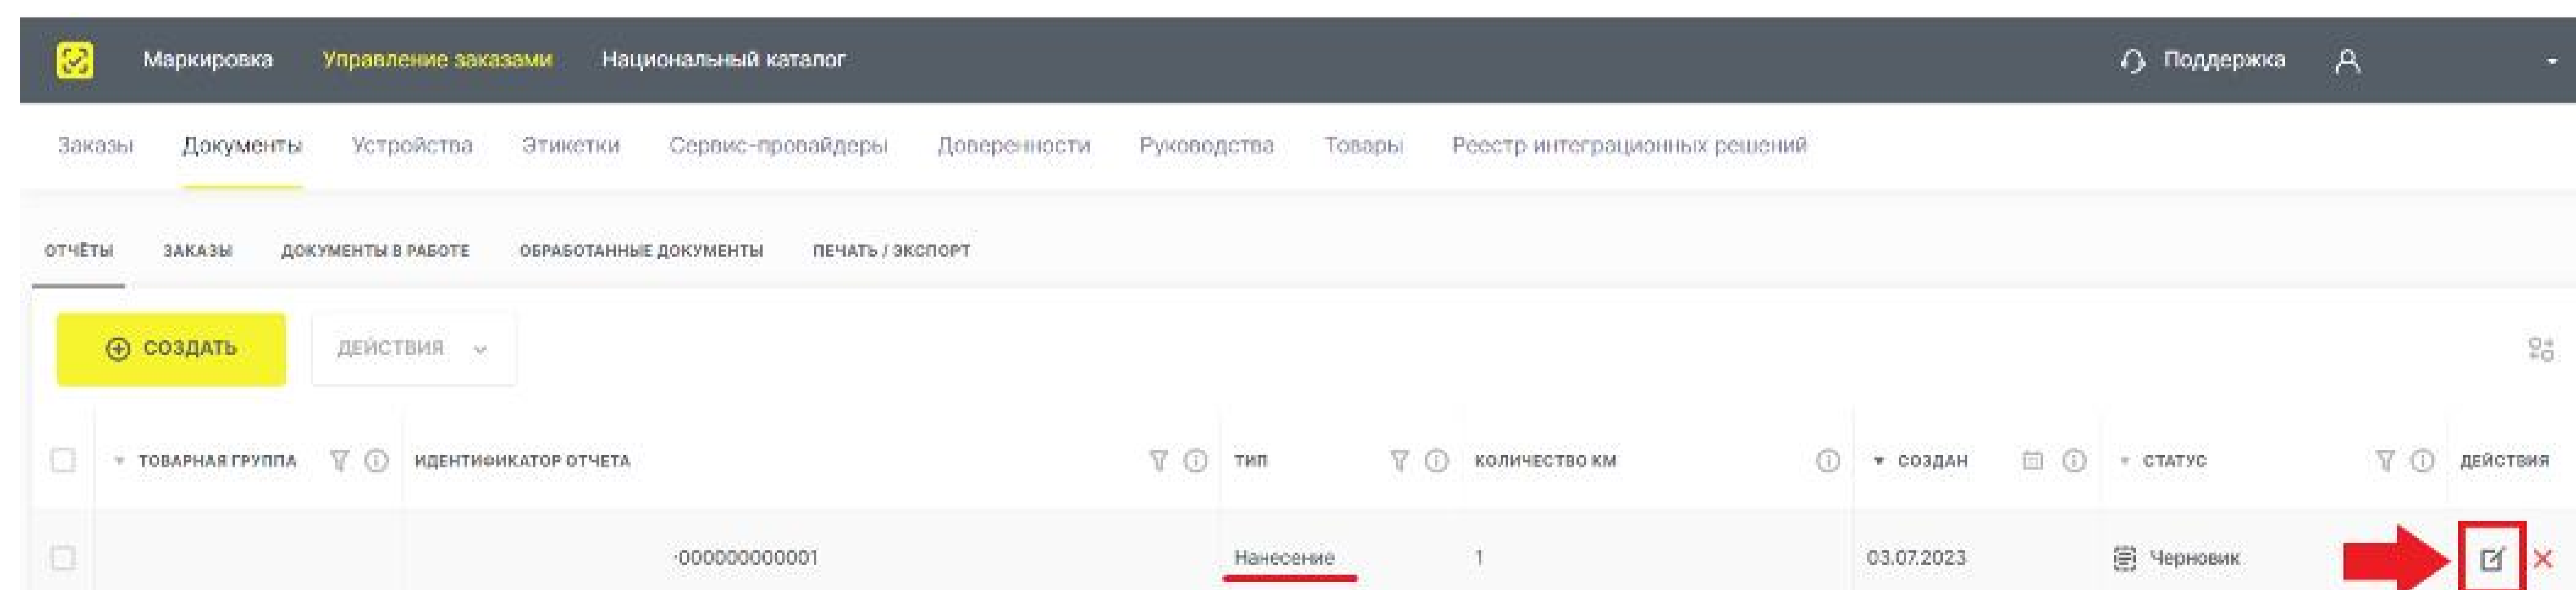 Маркировка Управление заказами Национальный каталог Поддержка
Заказы Документы Устройства Этикетки Сервис-провайдеры Доверенности Руководства Товары Реестр интеграционных решений
ОТЧЁТЫ ЗАКАЗЫ ДОКУМЕНТЫ В РАБОТЕ ОБРАБОТАННЫЕ ДОКУМЕНТЫ ПЕЧАТЬ / ЭКСПОРТ
СОЗДАТЬ ДЕЙСТВИЯ
ТОВАРНАЯ ГРУППА ИДЕНТИФИКАТОР ОТЧЕТА ТИП КОЛИЧЕСТВО КМ СОЗДАН СТАТУС ДЕЙСТВИЯ
-000000000001 Нанесение 1 03.07.2023 Черновик